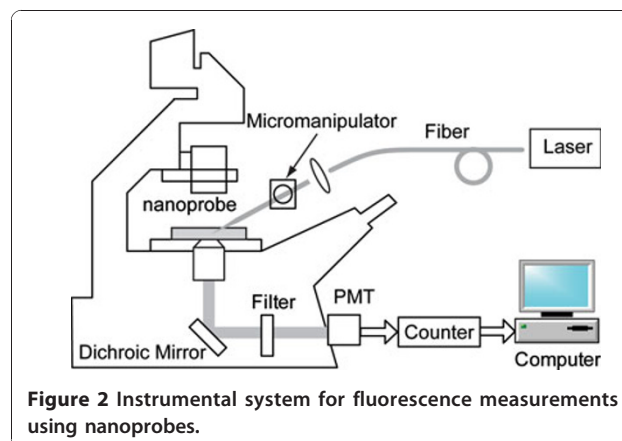 Micromanipulator
Fiber
Laser
nanoprobe
Filter
PMT
Counter
Dichroic Mirror
Computer
Figure 2 Instrumental system for fluorescence measurements
using nanoprobes.